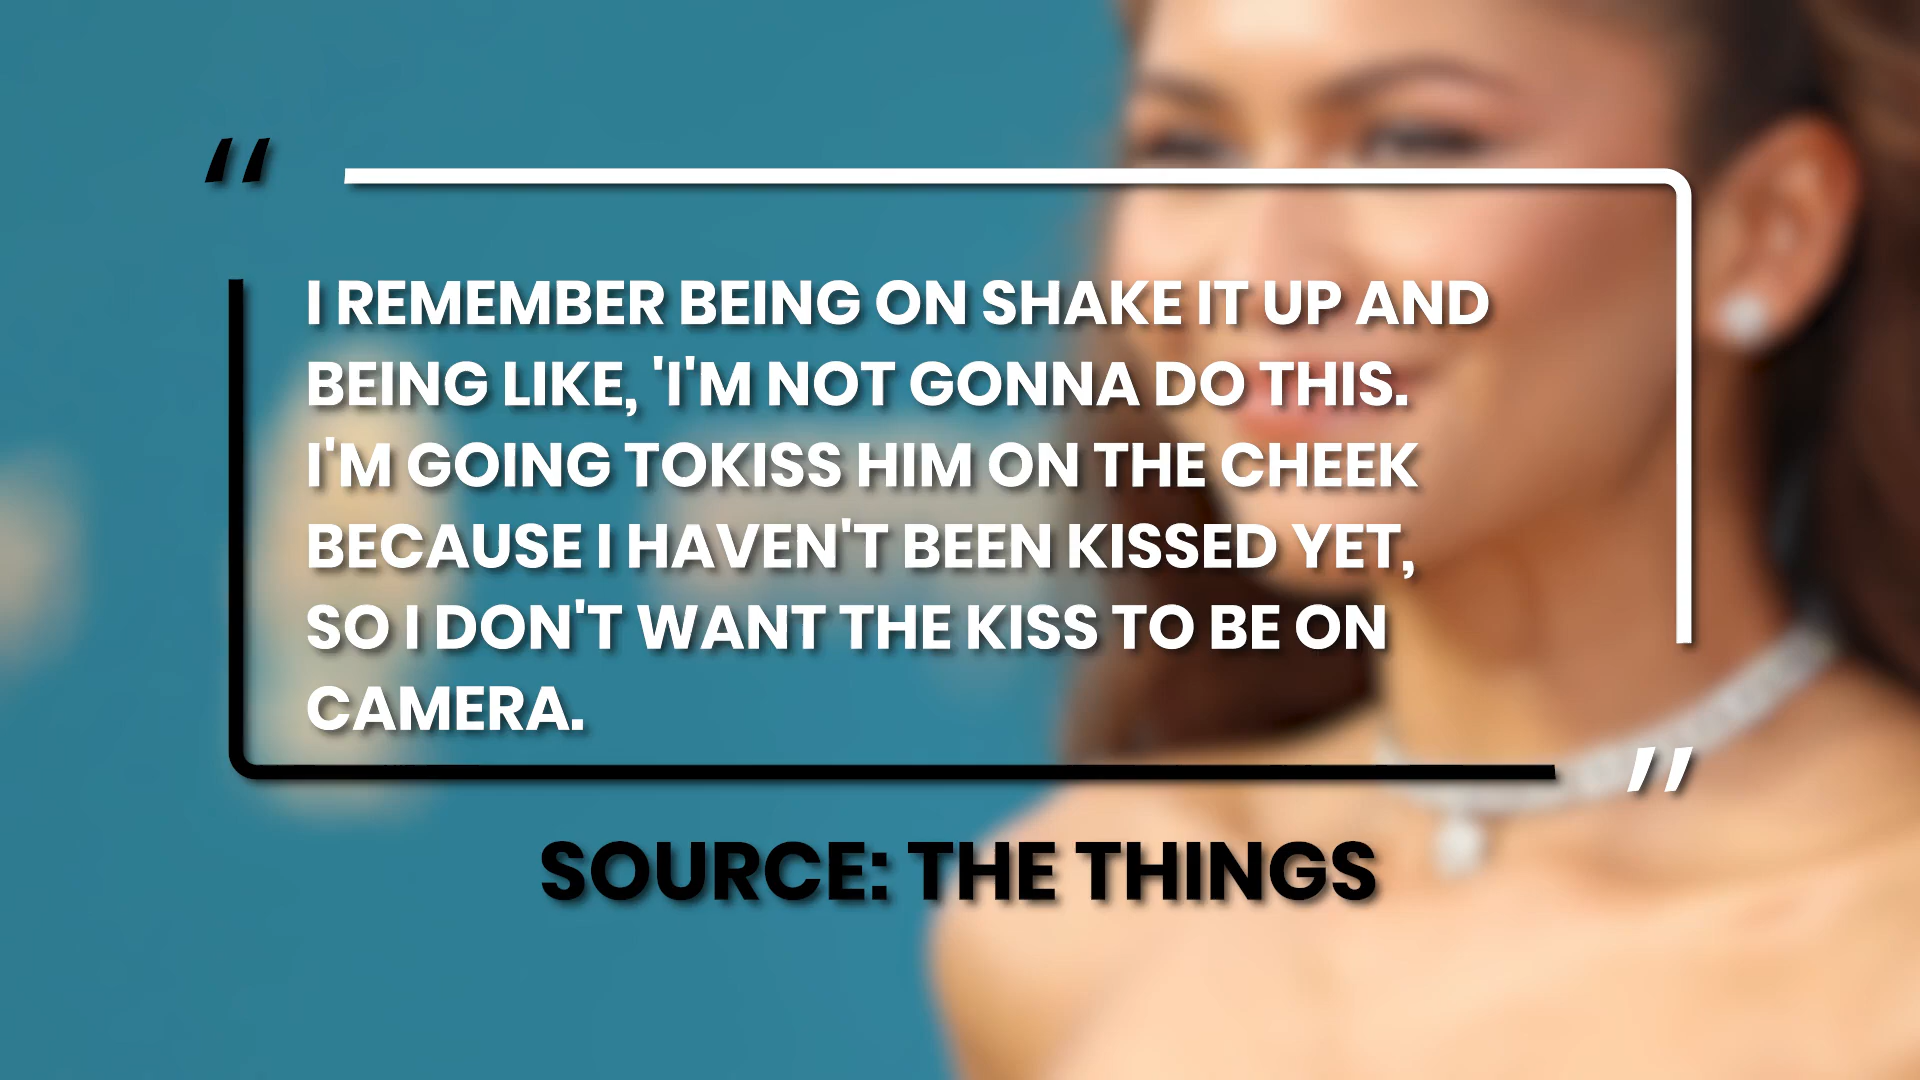 “
I REMEMBER BEING ON SHAKE IT UP AND
BEING LIKE, 'I'M NOT GONNA DO THIS.
I'M GOING TOKISS HIM ON THE CHEEK
BECAUSE I HAVEN'T BEEN KISSED YET,
SO I DON'T WANT THE KISS TO BE ON
CAMERA.
”
SOURCE: THE THINGS